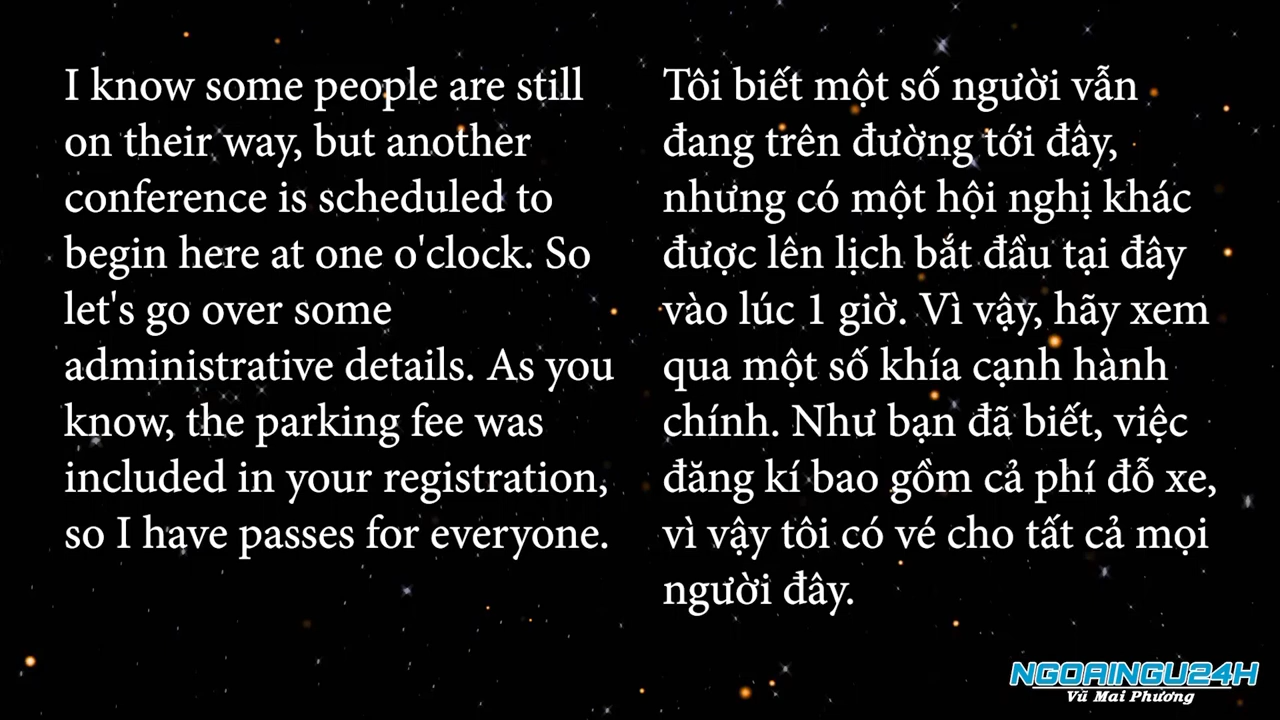 I know some people are still
on their way, but another
conference is scheduled to
begin here at one o'clock. So
let's go over some
administrative details. As you
know, the parking fee was
included in your registration,
so I have passes for everyone.
Tôi biết một số người vẫn
đang trên đường tới đây,
nhưng có một hội nghị khác
được lên lịch bắt đầu tại đây
vào lúc 1 giờ. Vì vậy, hãy xem
qua một số khía cạnh hành
chính. Như bạn đã biết, việc
đăng kí bao gồm cả phí đỗ xe,
vì vậy tôi có vé cho tất cả mọi
người đây.
NGOAINGU24H
Vũ Mai Phương